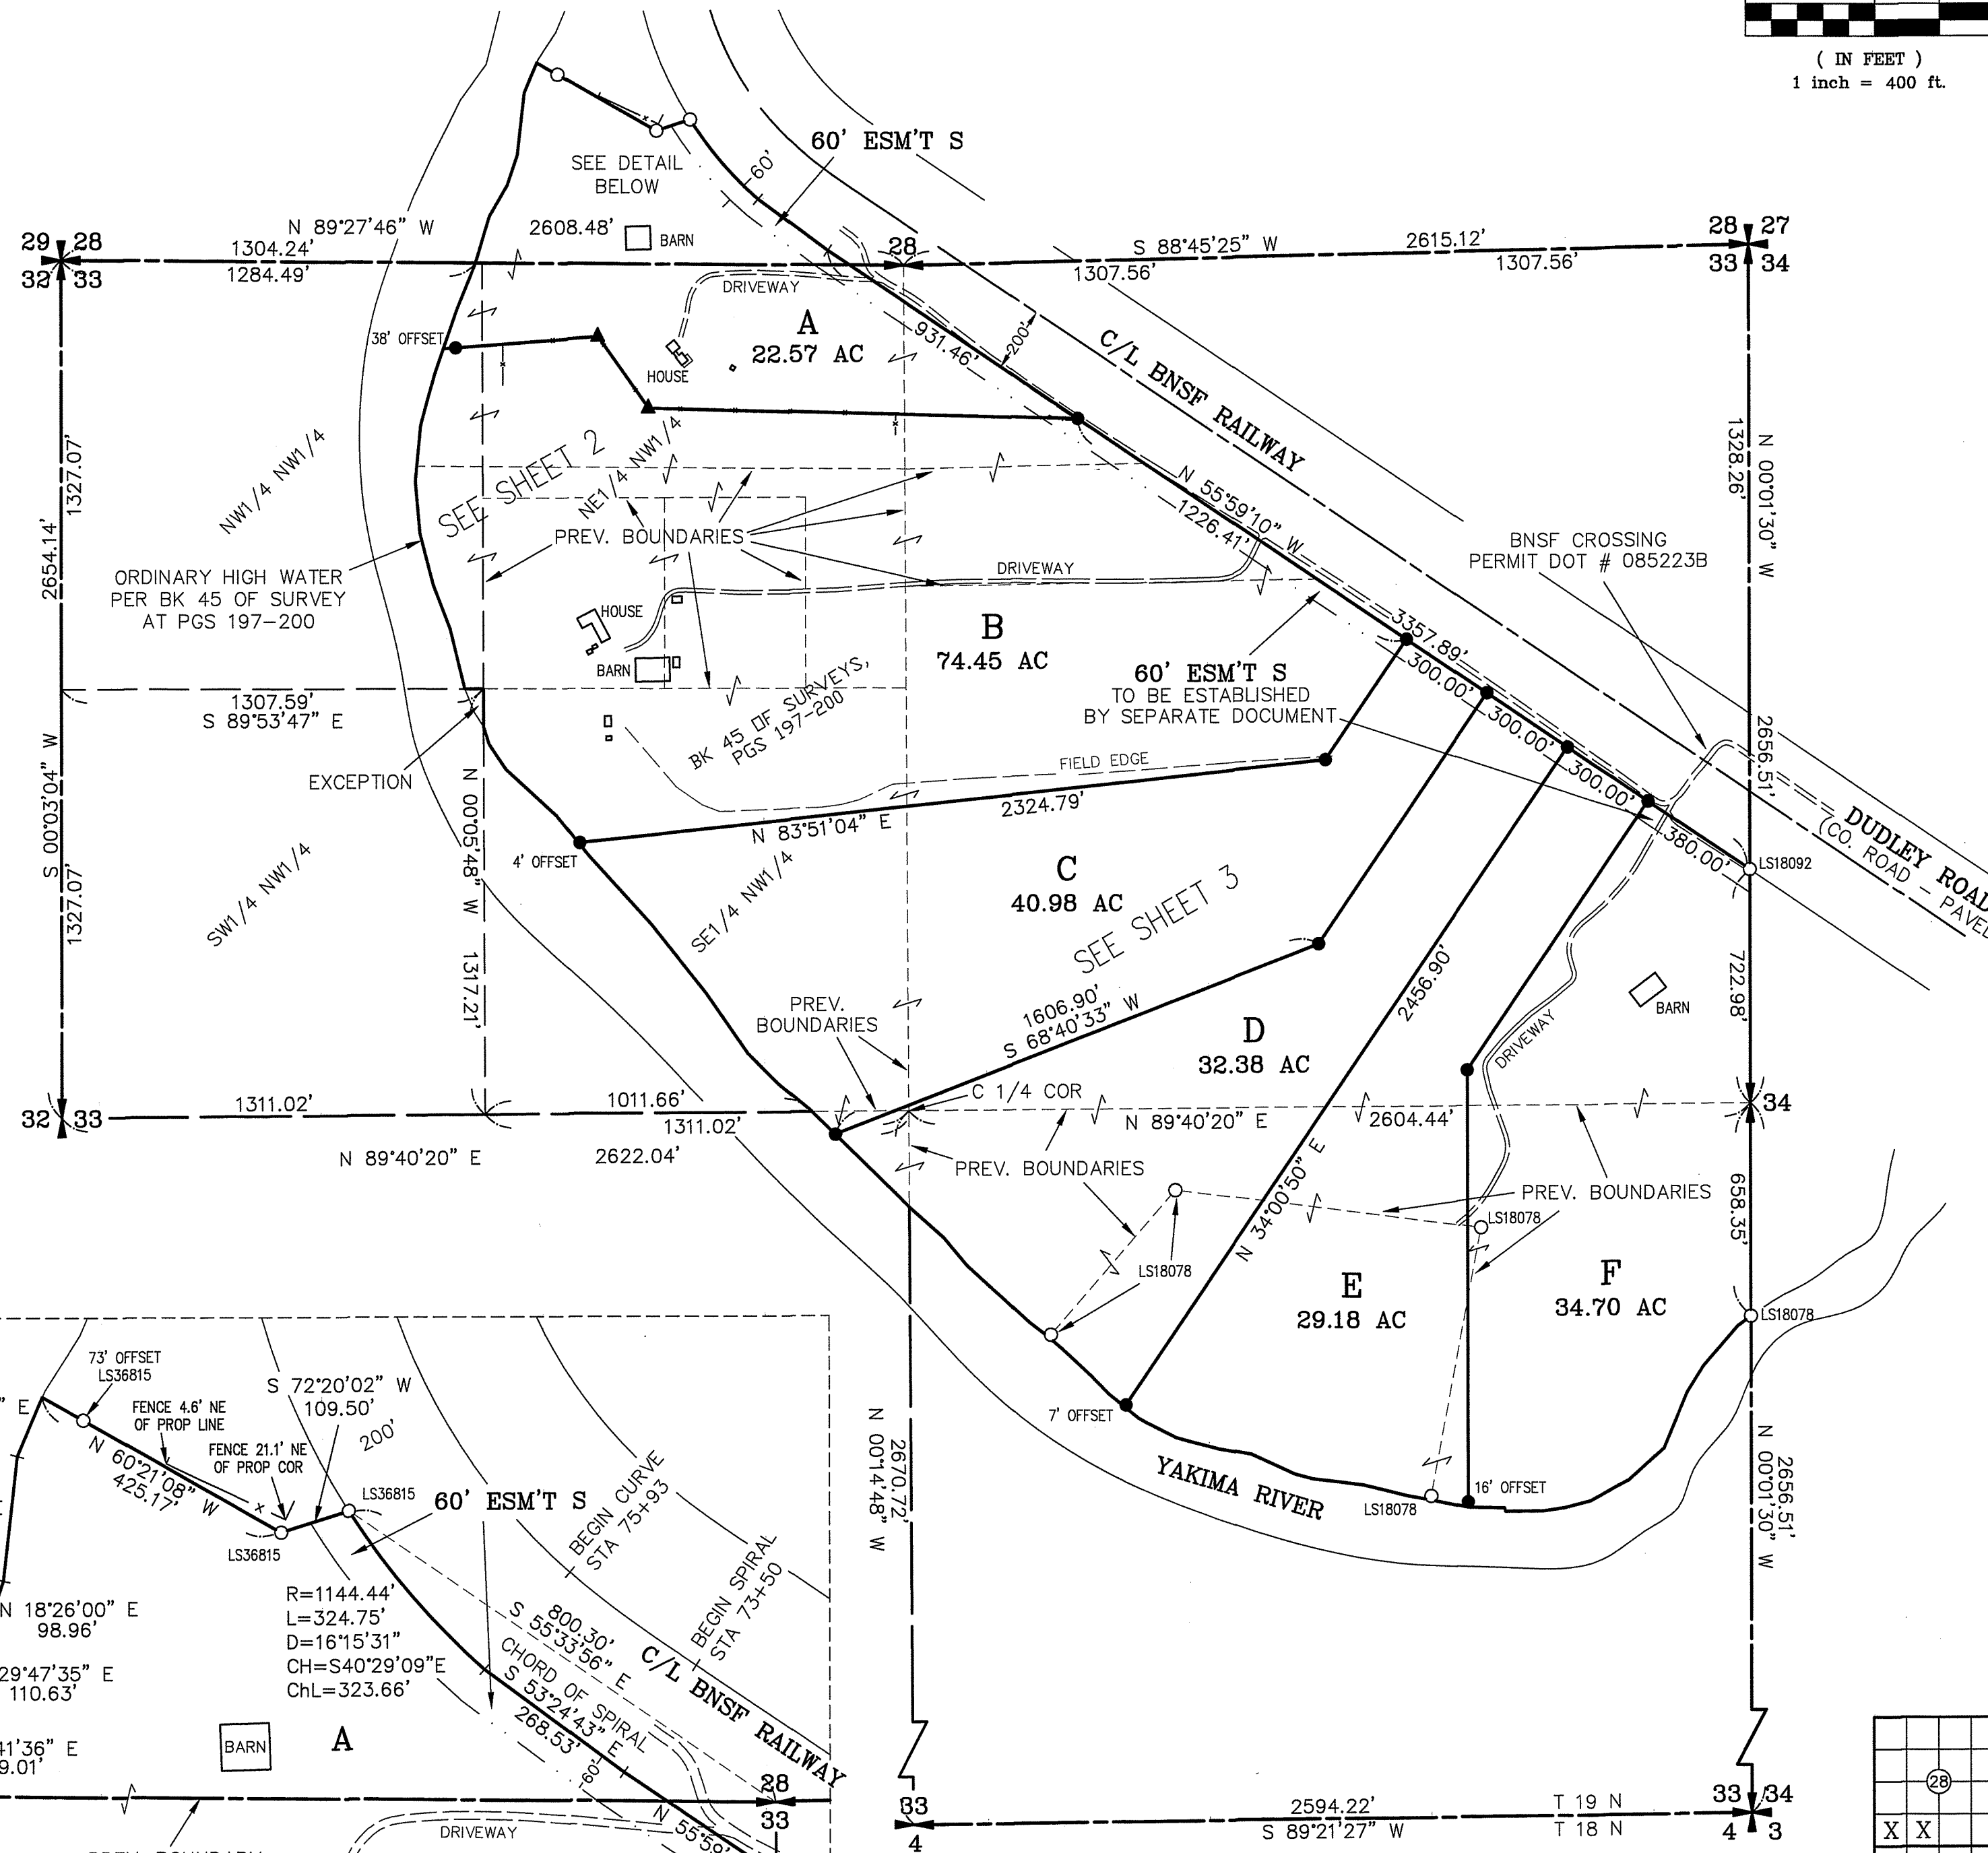 ( IN FEET )
1 inch = 400 ft.
60' ESM'T S
60'
SEE DETAIL
BELOW
N 89°27'46" W
2608.48'
1304.24'
1284.49'
BARN
29 28
32 33
28
S 88°45'25" W
2615.12'
1307.56'
1307.56'
28 27
33 34
DRIVEWAY
38' OFFSET
A
22.57 AC
HOUSE
931.46'
200'
C/L BNSF RAILWAY
NW1/4 NW1/4
SEE SHEET 2
NE1/4 NW1/4
1327.07'
2654.14'
PREV. BOUNDARIES
N 55°59'10" W
1226.41'
1328.26'
N 00°01'30" W
BNSF CROSSING
PERMIT DOT # 085223B
ORDINARY HIGH WATER
PER BK 45 OF SURVEY
AT PGS 197-200
DRIVEWAY
HOUSE
BARN
B
74.45 AC
3357.89'
300.00'
300.00'
300.00'
380.00'
60' ESM'T S
TO BE ESTABLISHED
BY SEPARATE DOCUMENT
BK 45 OF SURVEYS,
PGS 197-200
1307.59'
S 89°53'47" E
EXCEPTION
FIELD EDGE
2324.79'
N 83°51'04" E
2656.51'
DUDLEY ROAD
(CO. ROAD - PAVED
LS18092
S 00°03'04" W
1327.07'
SW1/4 NW1/4
N 00°05'48" W
1317.21'
4' OFFSET
SE1/4 NW1/4
C
40.98 AC
SEE SHEET 3
722.98'
BARN
DRIVEWAY
PREV.
BOUNDARIES
1606.90'
S 68°40'33" W
2456.90'
N 34°00'50" E
D
32.38 AC
C 1/4 COR
32 33
1311.02'
1011.66'
1311.02'
N 89°40'20" E
2622.04'
N 89°40'20" E
2604.44'
34
PREV. BOUNDARIES
PREV. BOUNDARIES
LS18078
LS18078
658.35'
LS18078
E
29.18 AC
F
34.70 AC
7' OFFSET
16' OFFSET
LS18078
YAKIMA RIVER
N 00°14'48" W
2670.72'
N 00°01'30" W
2656.51'
33
4
2594.22'
S 89°21'27" W
T 19 N
T 18 N
33 34
4 3
28
X X
73' OFFSET
LS36815
" E
FENCE 4.6' NE
OF PROP LINE
FENCE 21.1' NE
OF PROP COR
S 72°20'02" W
109.50'
200'
N 60°21'08" W
425.17'
LS36815
LS36815
60' ESM'T S
BEGIN CURVE
STA 75+93
BEGIN SPIRAL
STA 73+50
R=1144.44'
L=324.75'
D=16°15'31"
CH=S40°29'09"E
ChL=323.66'
800.30'
S 55°33'56" E
CHORD OF SPIRAL
S 53°24'43" E
268.53'
60'
C/L BNSF RAILWAY
N 18°26'00" E
98.96'
29°47'35" E
110.63'
41'36" E
9.01'
BARN
A
28
33
DRIVEWAY
N 55°59'